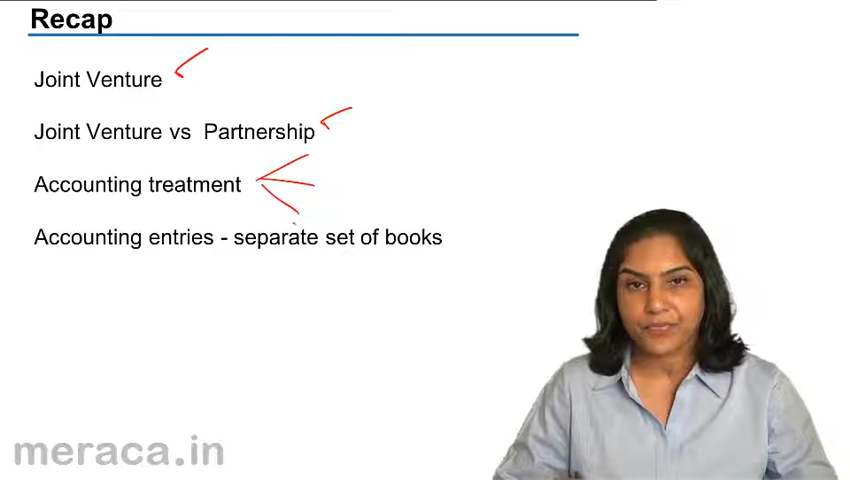 Recap
Joint Venture
Joint Venture vs Partnership
Accounting treatment
Accounting entries - separate set of books
meraca.in